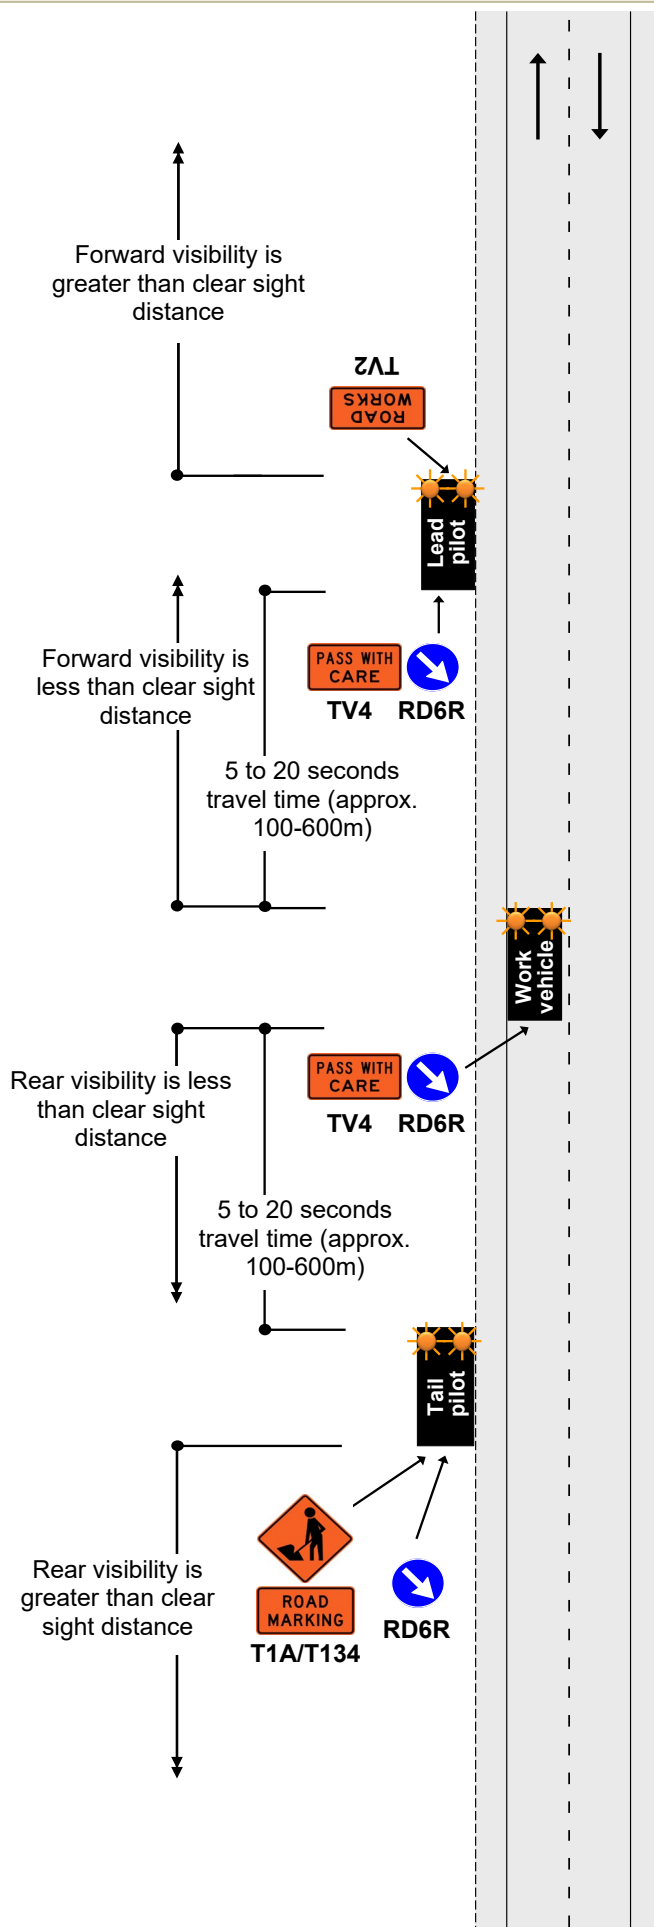 Forward visibility is
greater than clear sight
distance
TV2
ROAD
WORKS
Lead
pilot
Forward visibility is
less than clear sight
distance
PASS WITH
CARE
TV4
RD6R
5 to 20 seconds
travel time (approx.
100-600m)
Work
vehicle
Rear visibility is less
than clear sight
distance
PASS WITH
CARE
TV4
RD6R
5 to 20 seconds
travel time (approx.
100-600m)
Tail
pilot
Rear visibility is
greater than clear
sight distance
ROAD
MARKING
T1A/T134
RD6R